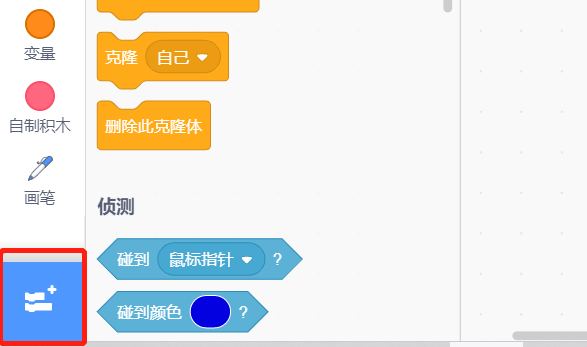 变量
自制积木
画笔
克隆 自己
删除此克隆体
侦测
碰到 鼠标指针 ?
碰到颜色 ?